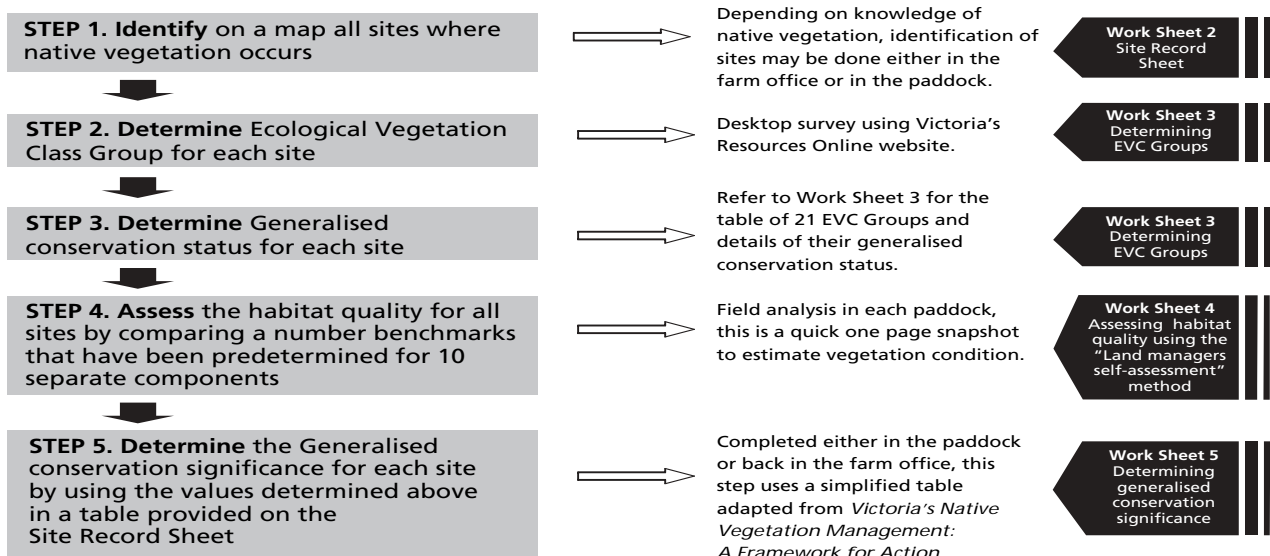 STEP 1. Identify on a map all sites where
native vegetation occurs
Depending on knowledge of
native vegetation, identification of
sites may be done either in the
farm office or in the paddock.
Work Sheet 2
Site Record
Sheet
STEP 2. Determine Ecological Vegetation
Class Group for each site
Desktop survey using Victoria's
Resources Online website.
Work Sheet 3
Determining
EVC Groups
STEP 3. Determine Generalised
conservation status for each site
Refer to Work Sheet 3 for the
table of 21 EVC Groups and
details of their generalised
conservation status.
Work Sheet 3
Determining
EVC Groups
STEP 4. Assess the habitat quality for all
sites by comparing a number benchmarks
that have been predetermined for 10
separate components
Field analysis in each paddock,
this is a quick one page snapshot
to estimate vegetation condition.
Work Sheet 4
Assessing habitat
quality using the
“Land managers
self-assessment”
method
STEP 5. Determine the Generalised
conservation significance for each site
by using the values determined above
in a table provided on the
Site Record Sheet
Completed either in the paddock
or back in the farm office, this
step uses a simplified table
adapted from Victoria's Native
Vegetation Management:
A Framework for Action
Work Sheet 5
Determining
generalised
conservation
significance